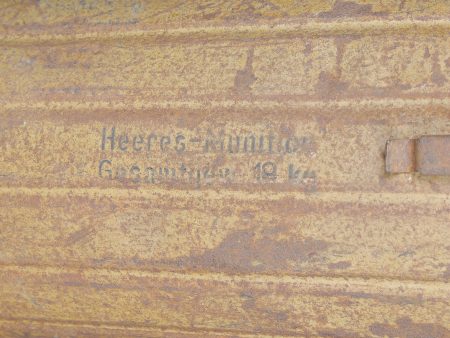 Heeres-Munition
Gesamtgew. 19 kg